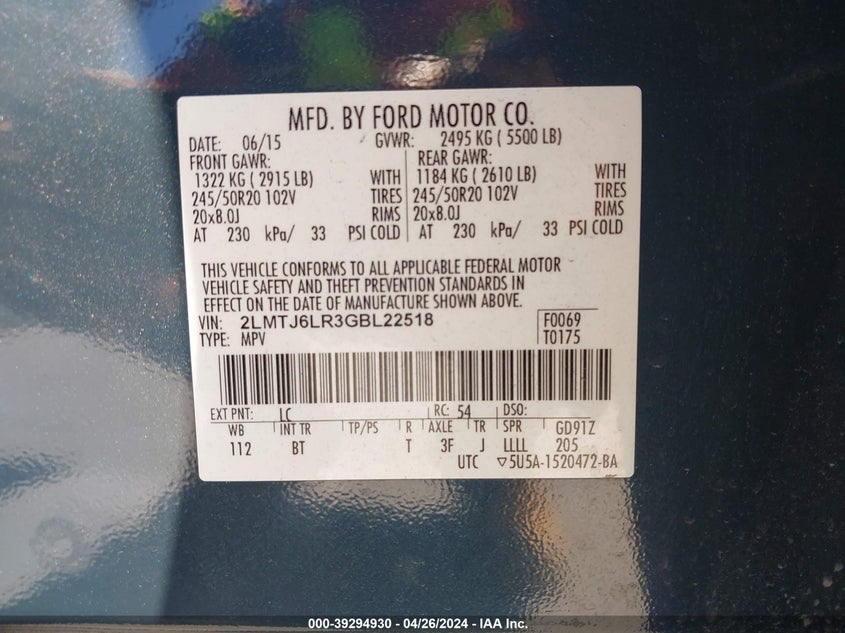 MFD. BY FORD MOTOR CO.
DATE: 06/15 GVWR: 2495 KG ( 5500 LB)
FRONT GAWR: REAR GAWR:
1322 KG ( 2915 LB) WITH 1184 KG ( 2610 LB) WITH
245/50R20 102V TIRES 245/50R20 102V TIRES
20x8.0J RIMS 20x8.0J RIMS
AT 230 kPa/ 33 PSI COLD AT 230 kPa/ 33 PSI COLD
THIS VEHICLE CONFORMS TO ALL APPLICABLE FEDERAL MOTOR
VEHICLE SAFETY AND THEFT PREVENTION STANDARDS IN
EFFECT ON THE DATE OF MANUFACTURE SHOWN ABOVE.
VIN: 2LMTJ6LR3GBL22518 F0069
TYPE: MPV T0175
EXT PNT: LC RC: 54 DSO:
WB INT TR TP/PS R AXLE TR SPR GD91Z
112 BT T 3F J LLLL 205
UTC ▽5U5A-1520472-BA
000-39294930 - 04/26/2024 - IAA Inc.